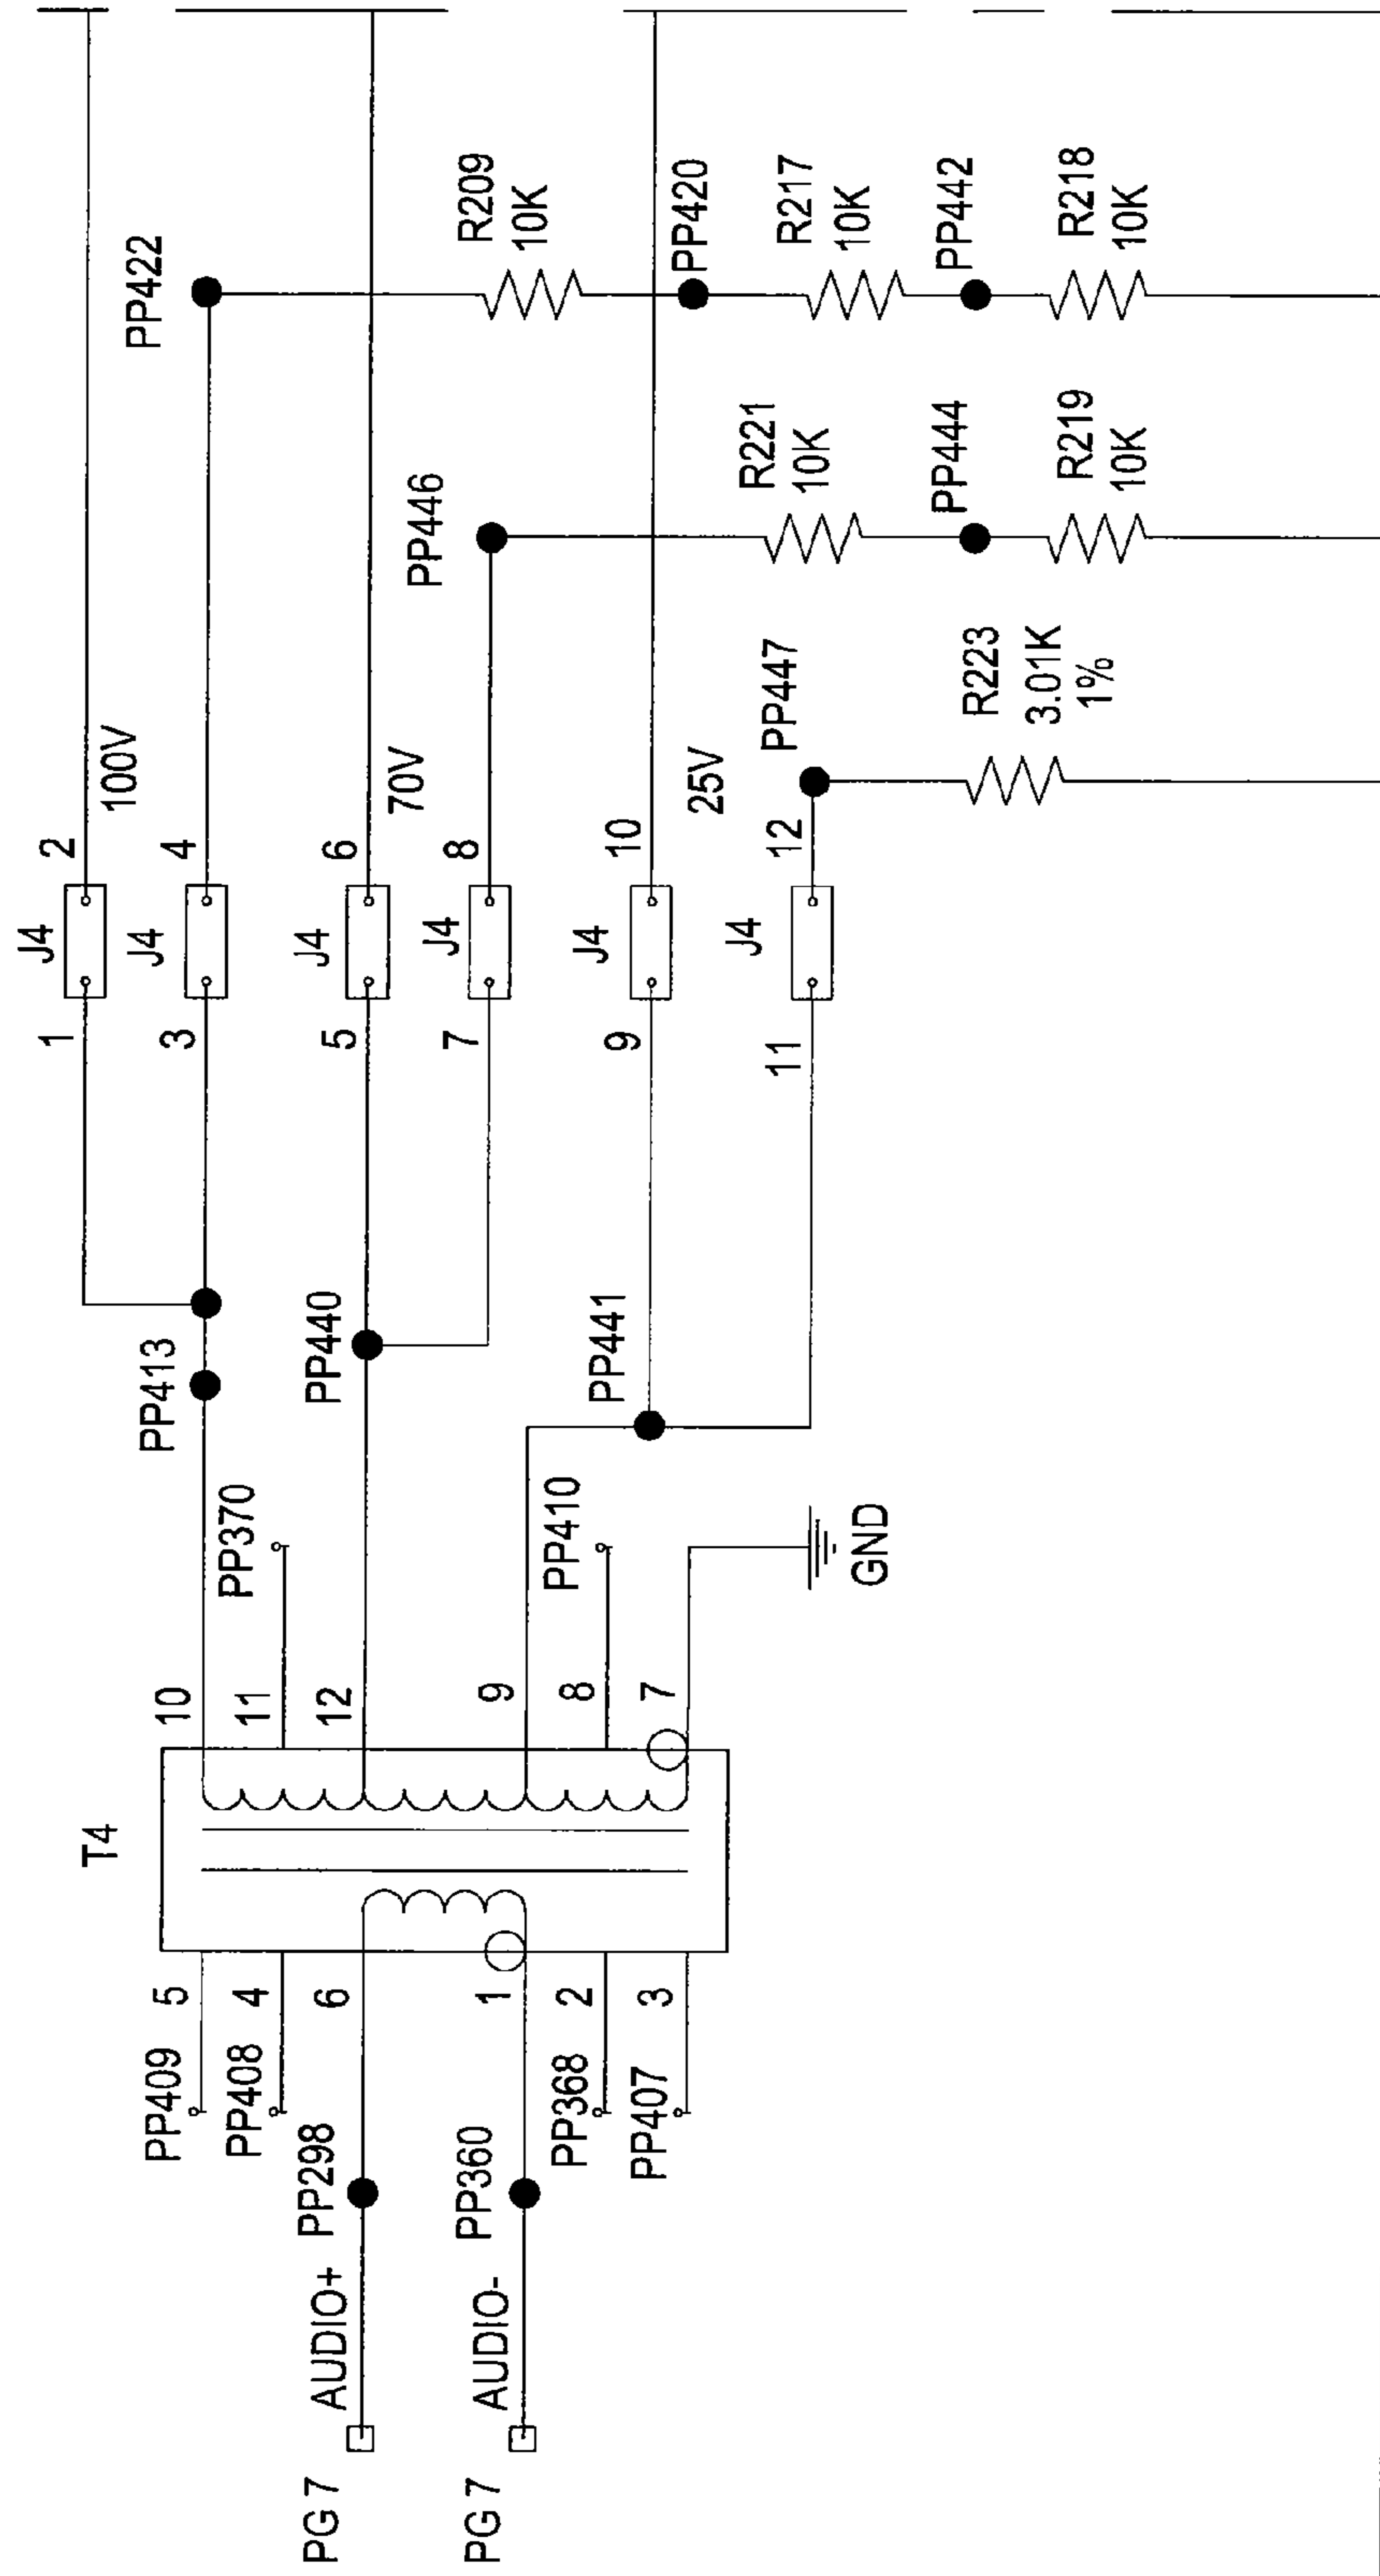 PG 7
AUDIO+
PP298
PG 7
AUDIO-
PP360
PP409
5
PP408
4
6
1
PP368
2
PP407
3
T4
10
11
12
9
8
7
PP370
PP410
GND
PP413
PP440
PP441
1
J4
2
100V
3
J4
4
5
J4
6
70V
7
J4
8
9
J4
10
25V
11
J4
12
PP447
R223
3.01K
1%
PP446
R221
10K
PP444
R219
10K
PP422
R209
10K
PP420
R217
10K
PP442
R218
10K